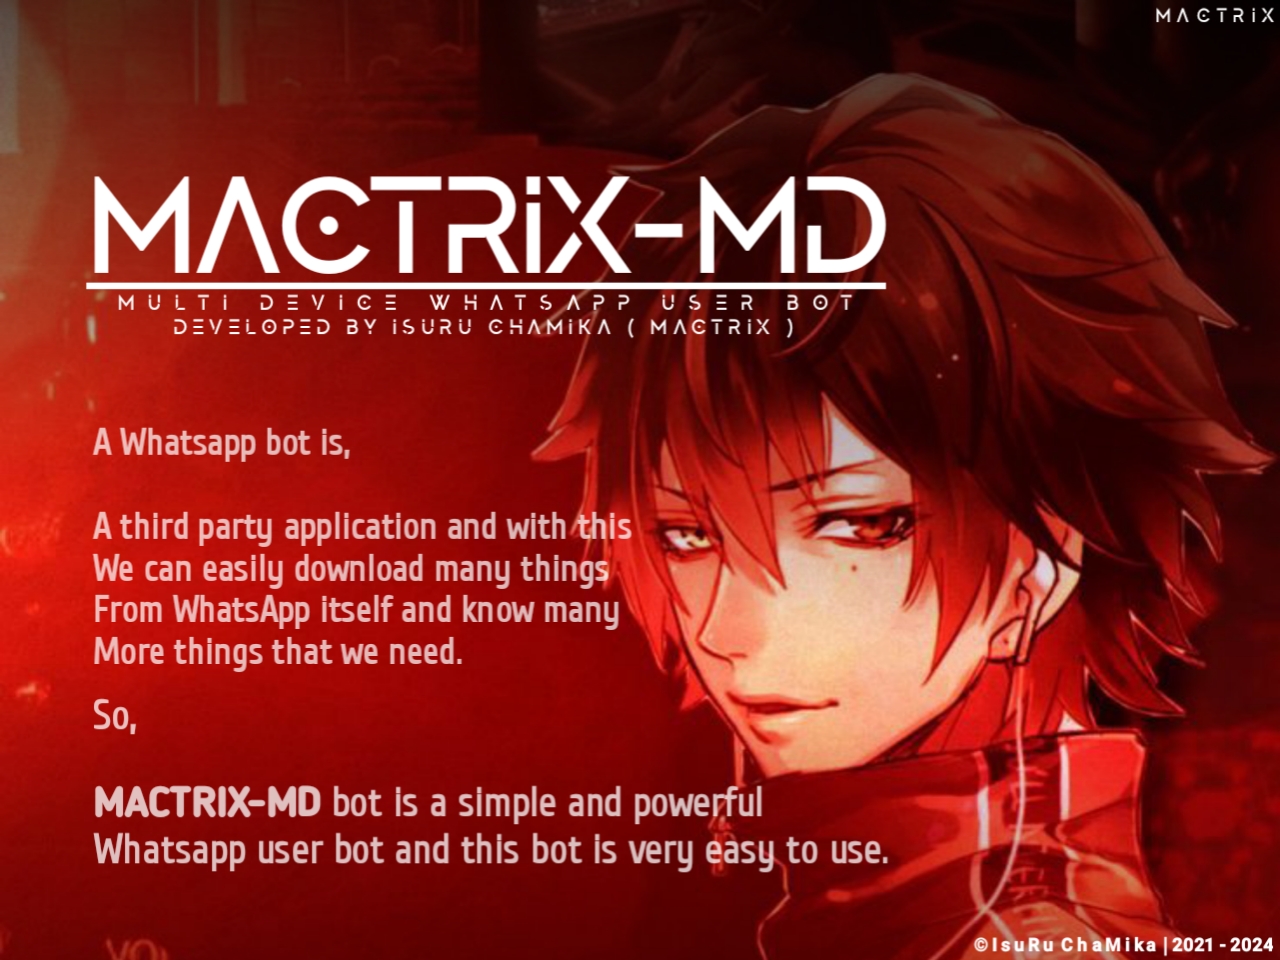 MACTRiX
MACTRiX-MD
MULTI DEVICE WHATSAPP USER BOT
DEVELOPED BY iSURU CHAMiKA ( MACTRiX )
A Whatsapp bot is,
A third party application and with this
We can easily download many things
From WhatsApp itself and know many
More things that we need.
So,
MACTRIX-MD bot is a simple and powerful
Whatsapp user bot and this bot is very easy to use.
©IsuRu ChaMika | 2021 - 2024